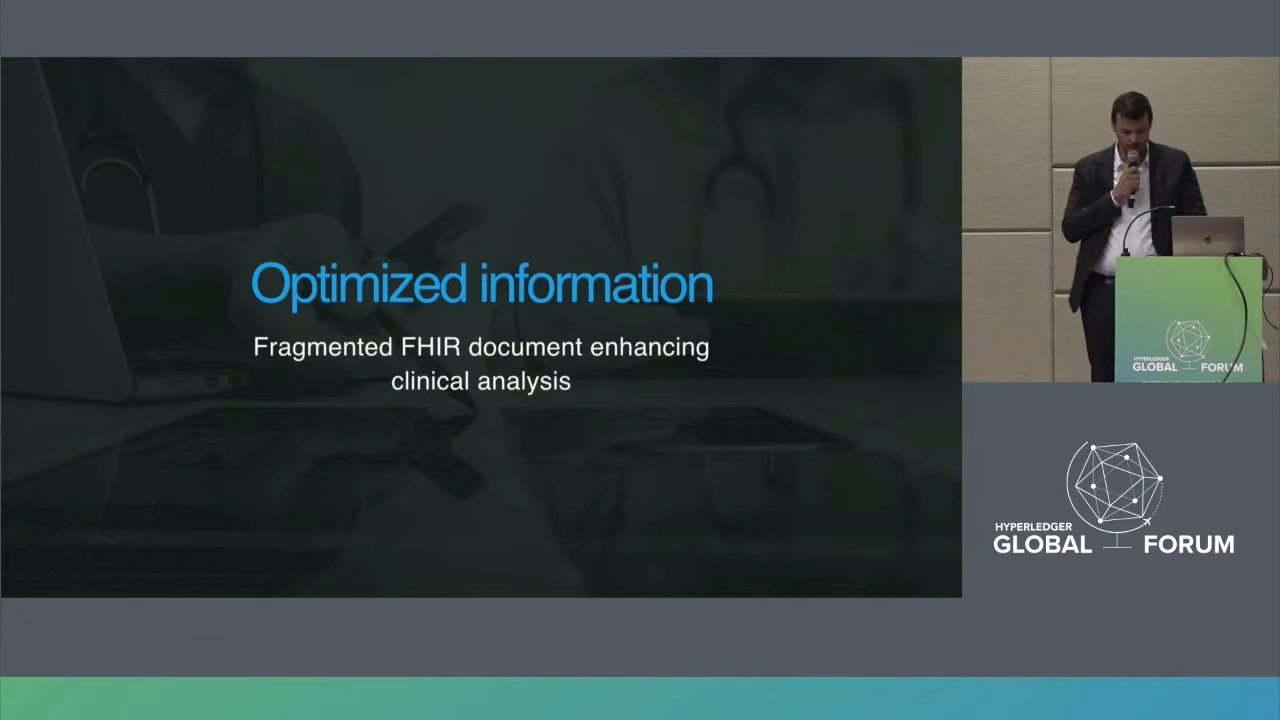 Optimized information
Fragmented FHIR document enhancing
clinical analysis
HYPERLEDGER
GLOBAL FORUM
HYPERLEDGER
GLOBAL FORUM